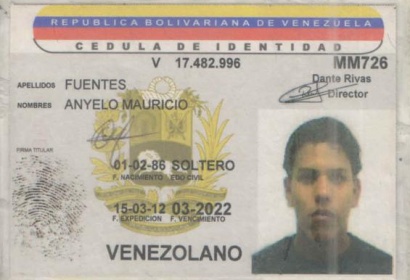 REPUBLICA BOLIVARIANA DE VENEZUELA
CEDULA DE IDENTIDAD
V 17.482.996 MM726
Dante Rivas
Director
APELLIDOS FUENTES
NOMBRES ANYELO MAURICIO
FIRMA TITULAR
01-02-86 SOLTERO
F. NACIMIENTO EDO CIVIL
15-03-12 03-2022
F. EXPEDICION F. VENCIMIENTO
VENEZOLANO